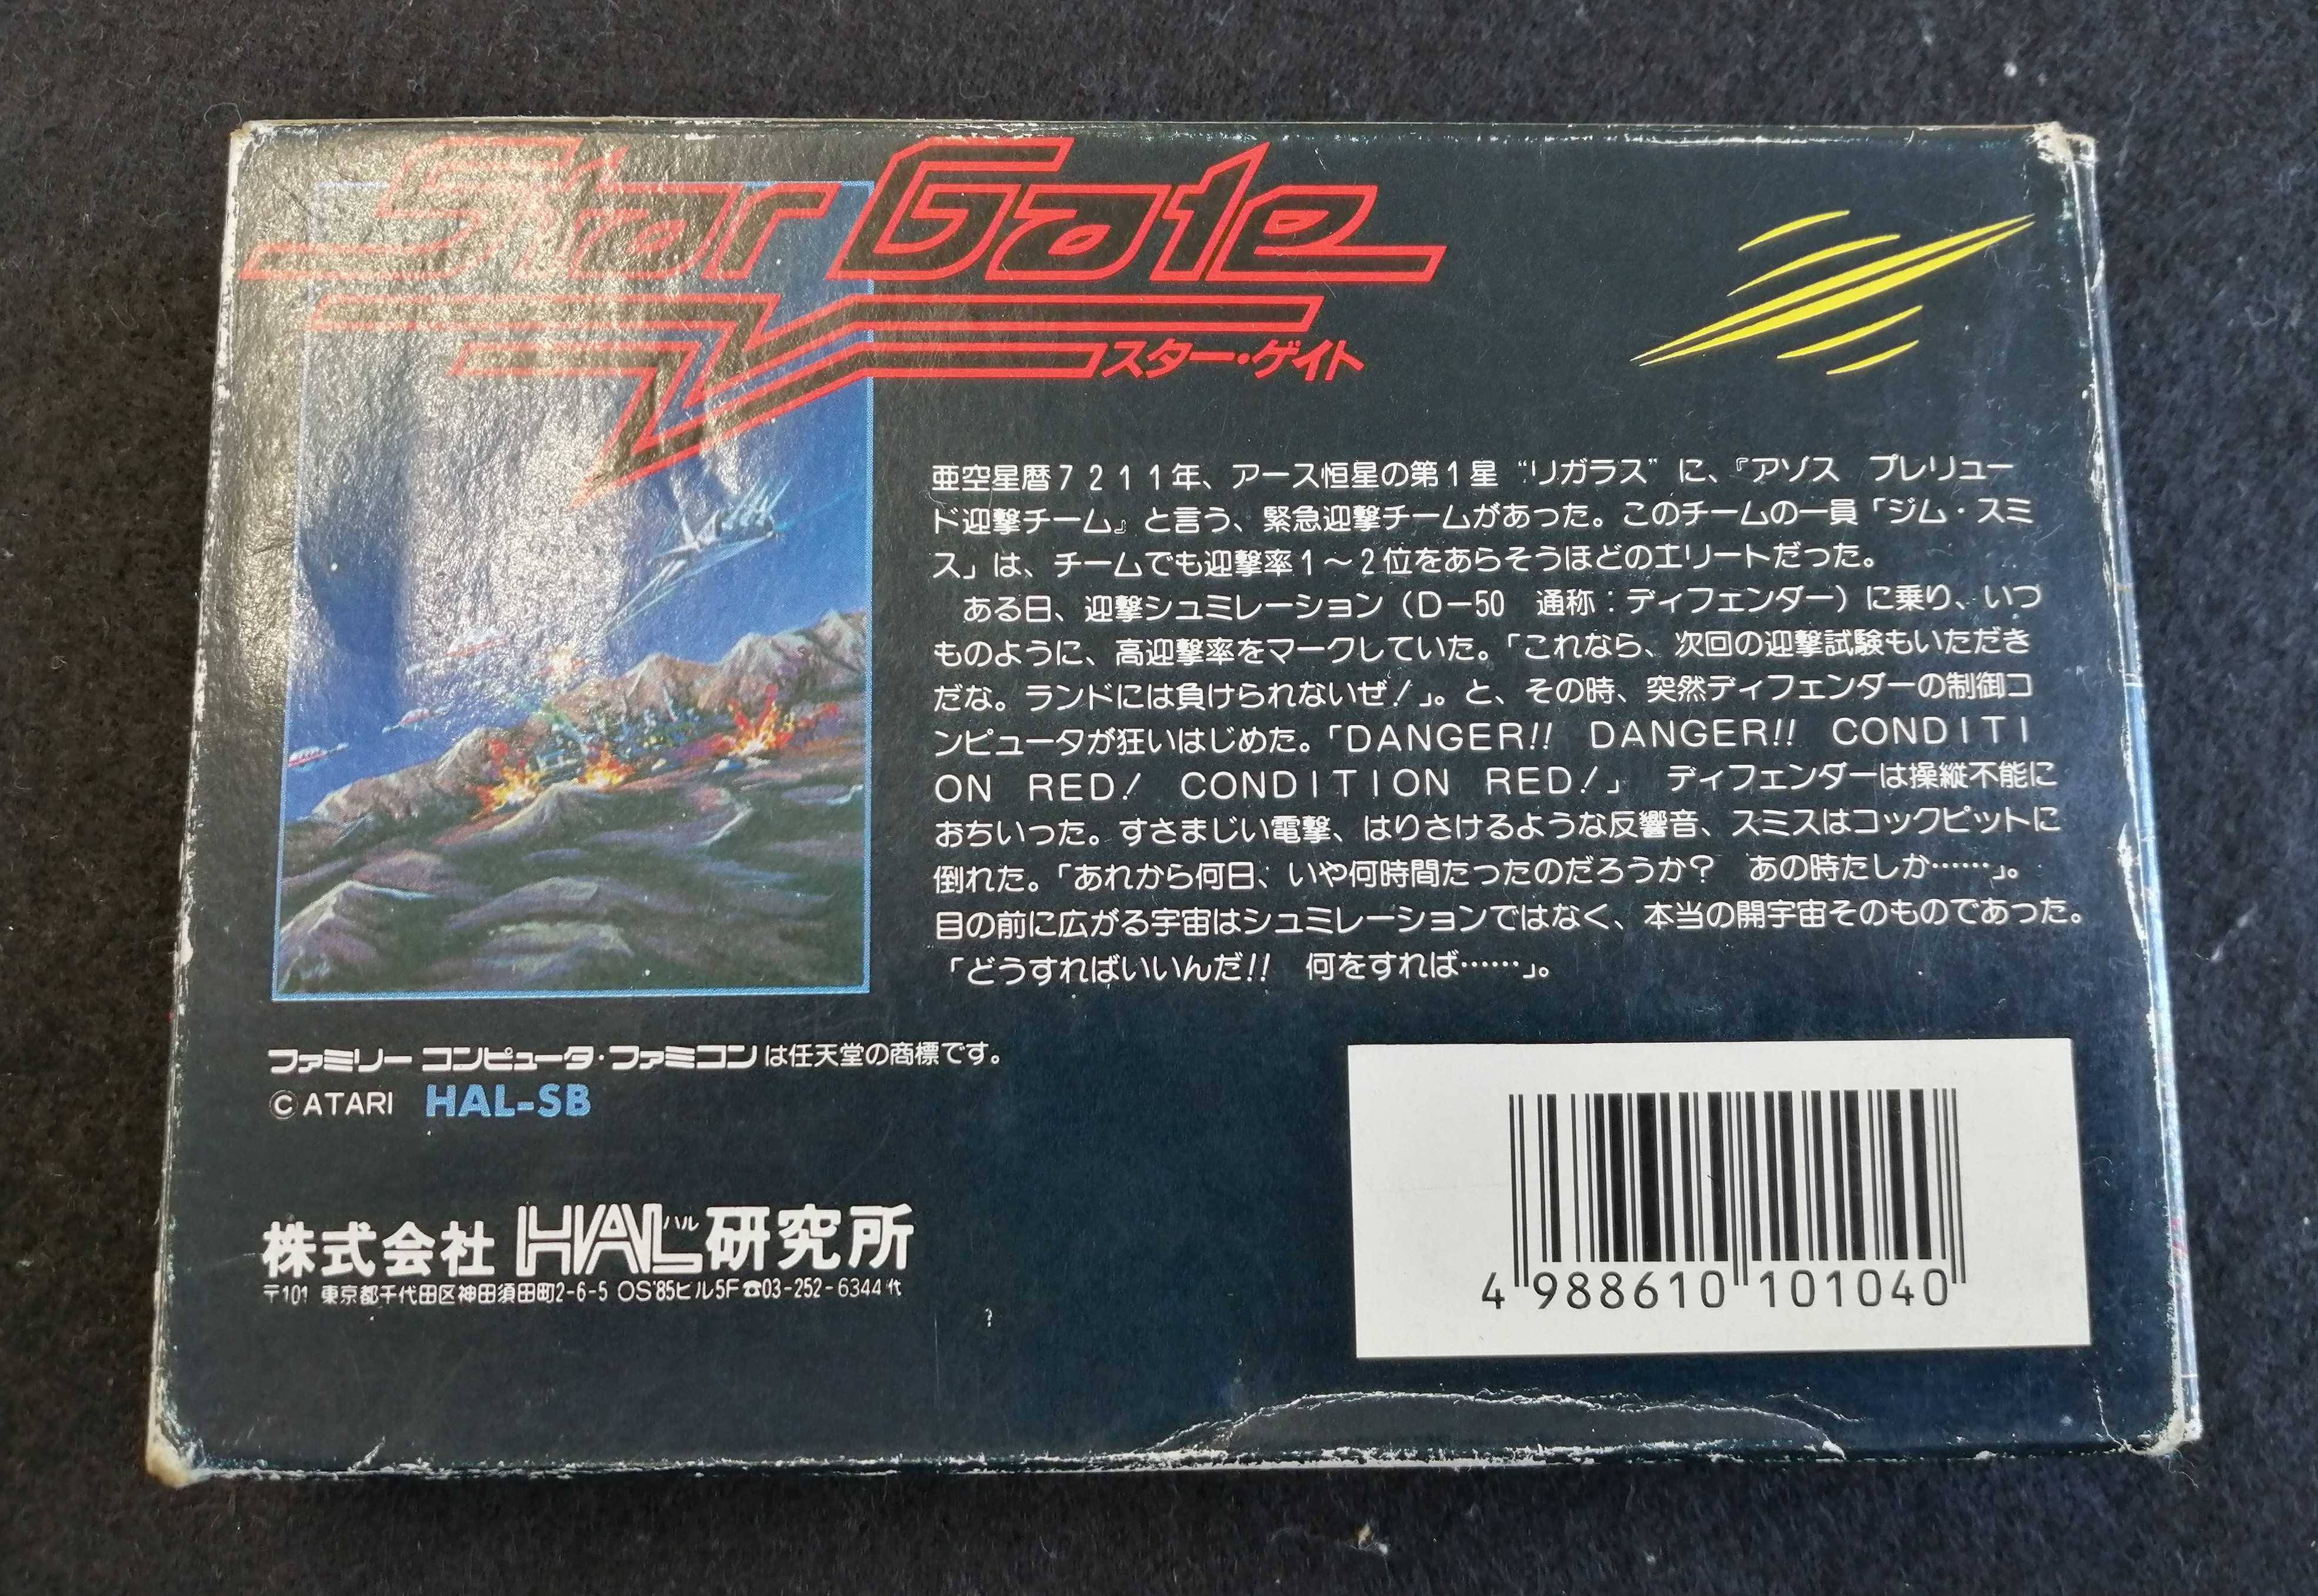 Star Gate
スター・ゲイト
亜空星暦7211年、アース恒星の第1星 “リガラス” に、『アゾス プレリュー
ド迎撃チーム』と言う、緊急迎撃チームがあった。このチームの一員「ジム・スミ
ス」は、チームでも迎撃率1～2位をあらそうほどのエリートだった。
ある日、迎撃シュミレーション（D－50 通称：ディフェンダー）に乗り、いつ
ものように、高迎撃率をマークしていた。「これなら、次回の迎撃試験もいただき
だな。ランドには負けられないぜ！」。と、その時、突然ディフェンダーの制御コ
ンピュータが狂いはじめた。「DANGER!! DANGER!! CONDITI
ON RED! CONDITION RED!」 ディフェンダーは操縦不能に
おちいった。すさまじい電撃、はりさけるような反響音、スミスはコックピットに
倒れた。「あれから何日、いや何時間たったのだろうか？ あの時たしか……」。
目の前に広がる宇宙はシュミレーションではなく、本当の開宇宙そのものであった。
「どうすればいいんだ!! 何をすれば……」。
ファミリー コンピュータ・ファミコン は任天堂の商標です。
©ATARI HAL-SB
株式会社 HAL ハル 研究所
〒101 東京都千代田区神田須田町2-6-5 OS'85ビル5F ☎03-252-6344 代
4 988610 101040